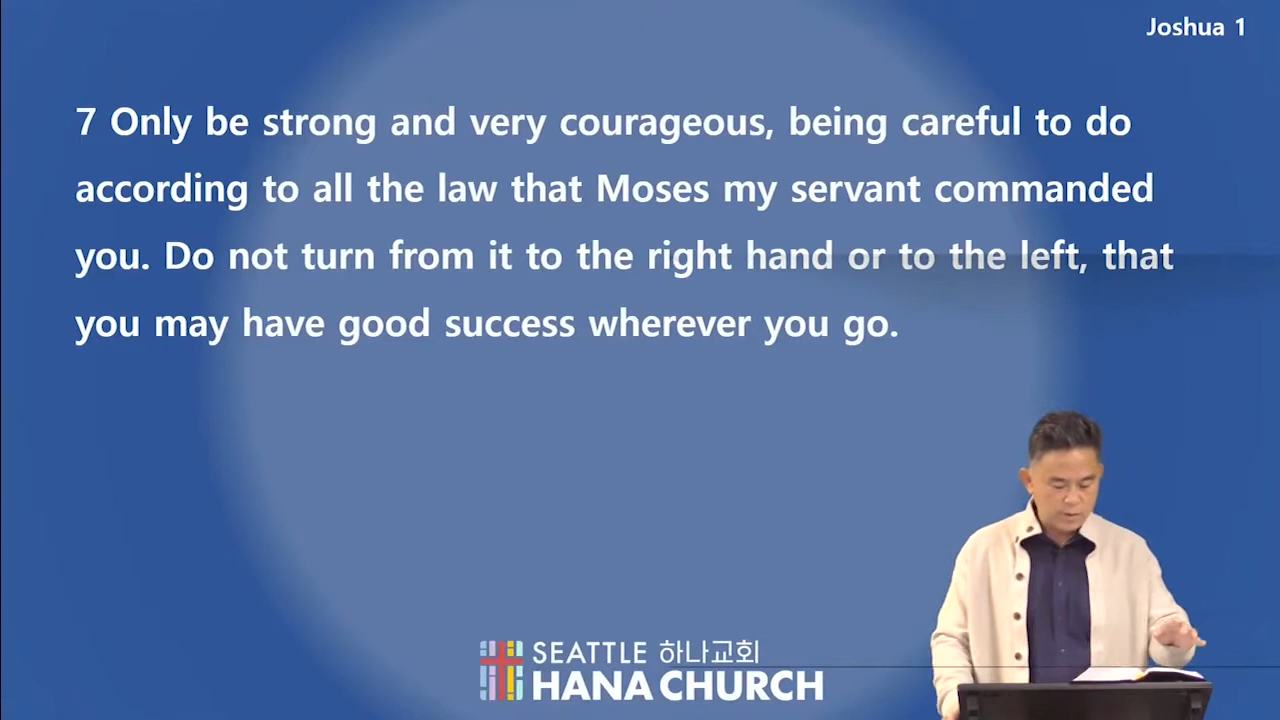 Joshua 1
7 Only be strong and very courageous, being careful to do
according to all the law that Moses my servant commanded
you. Do not turn from it to the right hand or to the left, that
you may have good success wherever you go.
SEATTLE 하나교회
HANA CHURCH